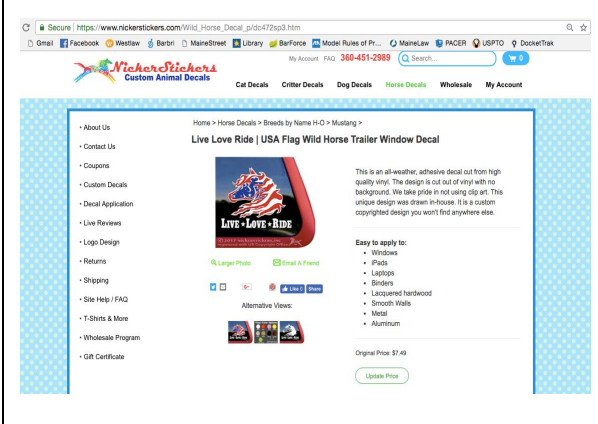 Secure | https://www.nickerstickers.com/Wild_Horse_Decal_p/dc472sp3.htm
Gmail Facebook Westlaw Barbri MaineStreet Library BarForce Model Rules of Pr... MaineLaw PACER USPTO DocketTrak
NickerStickers
Custom Animal Decals
My Account FAQ 360-451-2989 Search... 0
Cat Decals Critter Decals Dog Decals Horse Decals Wholesale My Account
• About Us
• Contact Us
• Coupons
• Custom Decals
• Decal Application
• Live Reviews
• Logo Design
• Returns
• Shipping
• Site Help / FAQ
• T-Shirts & More
• Wholesale Program
• Gift Certificate
Home > Horse Decals > Breeds by Name H-O > Mustang >
Live Love Ride | USA Flag Wild Horse Trailer Window Decal
LIVE ★ LOVE ★ RIDE
© 2017 nickerstickers.inc
Larger Photo Email A Friend
G+ Like 0 Share
Alternative Views:
This is an all-weather, adhesive decal cut from high
quality vinyl. The design is cut out of vinyl with no
background. We take pride in not using clip art. This
unique design was drawn in-house. It is a custom
copyrighted design you won't find anywhere else.
Easy to apply to:
• Windows
• iPads
• Laptops
• Binders
• Lacquered hardwood
• Smooth Walls
• Metal
• Aluminum
Original Price: $7.49
Update Price